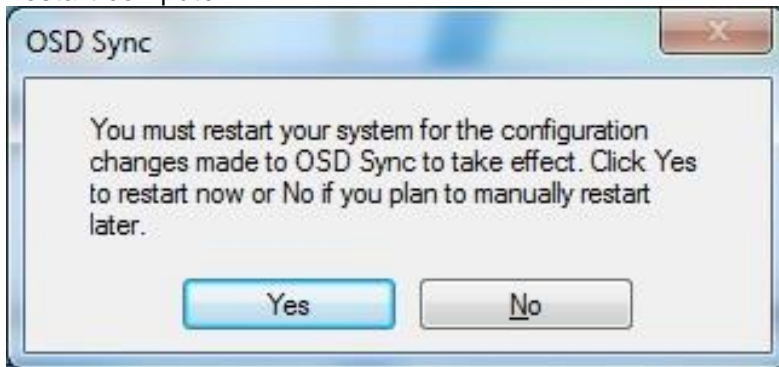 OSD Sync
You must restart your system for the configuration
changes made to OSD Sync to take effect. Click Yes
to restart now or No if you plan to manually restart
later.
Yes
No